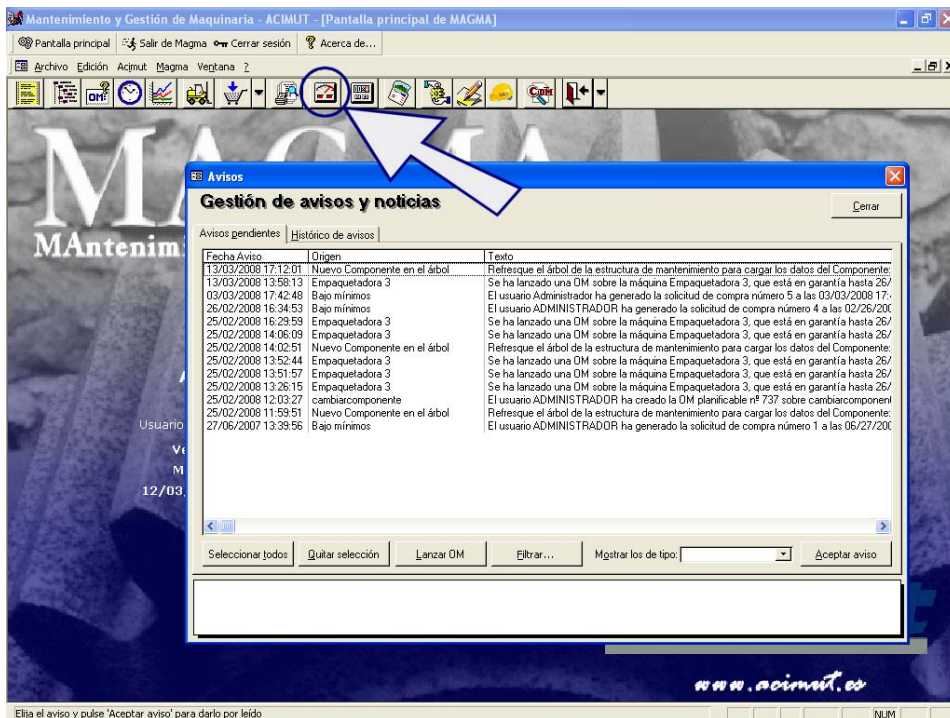 Mantenimiento y Gestión de Maquinaria - ACIMUT - [Pantalla principal de MAGMA]
Pantalla principal Salir de Magma Cerrar sesión Acerca de...
Archivo Edición Acimut Magma Ventana ?
OM?
MAGMA
MAntenim
Avisos
Gestión de avisos y noticias
Cerrar
Avisos pendientes Histórico de avisos
Fecha Aviso Origen Texto
13/03/2008 17:12:01 Nuevo Componente en el árbol Refresque el árbol de la estructura de mantenimiento para cargar los datos del Componente:
13/03/2008 13:58:13 Empaquetadora 3 Se ha lanzado una OM sobre la máquina Empaquetadora 3, que está en garantía hasta 26/
03/03/2008 17:42:48 Bajo mínimos El usuario Administrador ha generado la solicitud de compra número 5 a las 03/03/2008 17:
26/02/2008 16:34:53 Bajo mínimos El usuario ADMINISTRADOR ha generado la solicitud de compra número 4 a las 02/26/200
25/02/2008 16:29:59 Empaquetadora 3 Se ha lanzado una OM sobre la máquina Empaquetadora 3, que está en garantía hasta 26/
25/02/2008 14:06:09 Empaquetadora 3 Se ha lanzado una OM sobre la máquina Empaquetadora 3, que está en garantía hasta 26/
25/02/2008 14:02:51 Nuevo Componente en el árbol Refresque el árbol de la estructura de mantenimiento para cargar los datos del Componente:
25/02/2008 13:52:44 Empaquetadora 3 Se ha lanzado una OM sobre la máquina Empaquetadora 3, que está en garantía hasta 26/
25/02/2008 13:51:57 Empaquetadora 3 Se ha lanzado una OM sobre la máquina Empaquetadora 3, que está en garantía hasta 26/
25/02/2008 13:26:15 Empaquetadora 3 Se ha lanzado una OM sobre la máquina Empaquetadora 3, que está en garantía hasta 26/
25/02/2008 12:03:27 cambiarcomponente El usuario ADMINISTRADOR ha creado la OM planificable nº 737 sobre cambiarcomponent
25/02/2008 11:59:51 Nuevo Componente en el árbol Refresque el árbol de la estructura de mantenimiento para cargar los datos del Componente:
27/06/2007 13:39:56 Bajo mínimos El usuario ADMINISTRADOR ha generado la solicitud de compra número 1 a las 06/27/200
Usuario
Ve
M
12/03
Seleccionar todos Quitar selección Lanzar OM Filtrar... Mostrar los de tipo: Aceptar aviso
www.acimut.es
Elija el aviso y pulse 'Aceptar aviso' para darlo por leído NUM